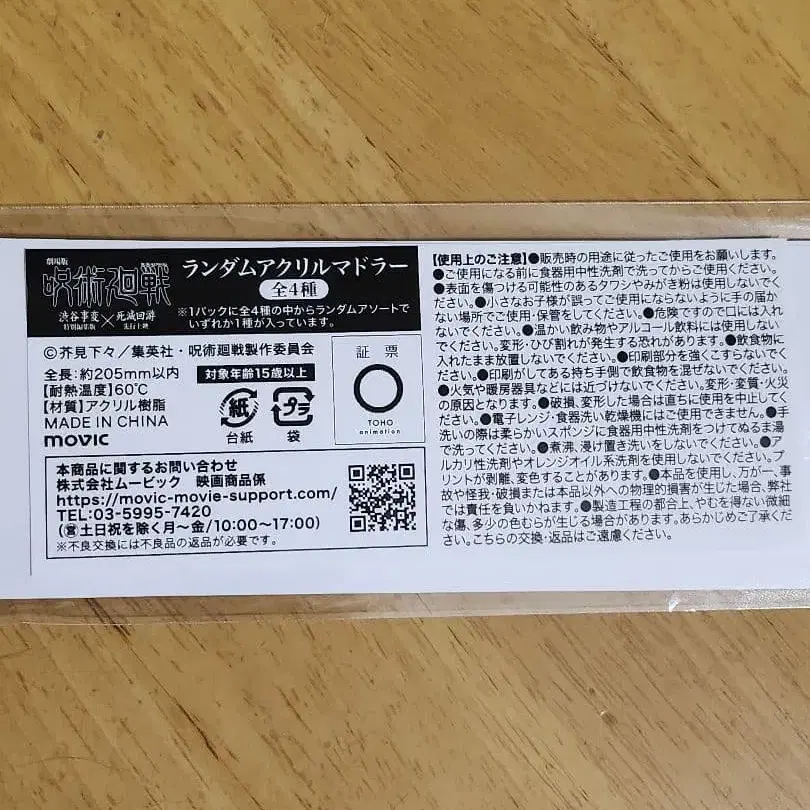 劇場版
呪術廻戦
渋谷事変 特別編集版 × 死滅回游 先行上映
ランダムアクリルマドラー
全4種
※1パックに全4種の中からランダムアソートで
いずれか1種が入っています。
©芥見下々／集英社・呪術廻戦製作委員会
全長:約205mm以内
【耐熱温度】60℃
【材質】アクリル樹脂
MADE IN CHINA
movic
対象年齢15歳以上
紙
台紙
プラ
袋
証票
TOHO
animation
本商品に関するお問い合わせ
株式会社ムービック 映画商品係
https://movic-movie-support.com/
TEL:03-5995-7420
(営土日祝を除く月～金/10:00～17:00)
※不良交換には不良品の返品が必要です。
【使用上のご注意】●販売時の用途に従ってご使用をお願いします。
●ご使用になる前に食器用中性洗剤で洗ってからご使用ください。
●表面を傷つける可能性のあるタワシやみがき粉は使用しないでく
ださい。●小さなお子様が誤ってご使用にならないように手の届か
ない場所でご使用・保管をしてください。●危険ですので口には入れ
ないでください。●温かい飲み物やアルコール飲料には使用しない
でください。変形・ひび割れが発生する恐れがあります。●飲食物に
入れたまま放置しないでください。●印刷部分を強くこすらないでく
ださい。●印刷がしてある持ち手側で飲食物を混ぜないでください。
●火気や暖房器具などには近づけないでください。変形・変質・火災
の原因となります。●破損、変形した場合は直ちに使用を中止してく
ださい。●電子レンジ・食器洗い乾燥機にはご使用できません。●手
洗いの際は柔らかいスポンジに食器用中性洗剤をつけてぬるま湯
で洗ってください。●煮沸、浸け置き洗いをしないでください。●ア
ルカリ性洗剤やオレンジオイル系洗剤は使用しないでください。プ
リントが剥離、変色することがあります。●本品を使用し、万が一、事
故や怪我・破損または本品以外への物理的損害が生じた場合、弊社
では責任を負いかねます。●製造工程の都合上、やむを得ない微細
な傷、多少の色むらが生じる場合があります。あらかじめご了承くだ
さい。こちらの交換・返品はご遠慮ください。